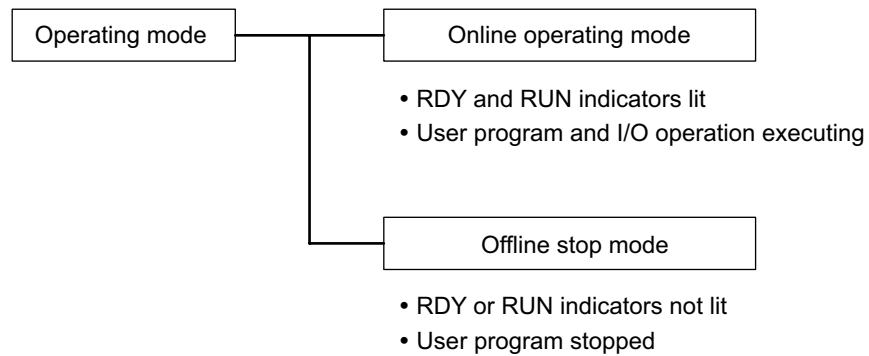 Operating mode
Online operating mode
• RDY and RUN indicators lit
• User program and I/O operation executing
Offline stop mode
• RDY or RUN indicators not lit
• User program stopped